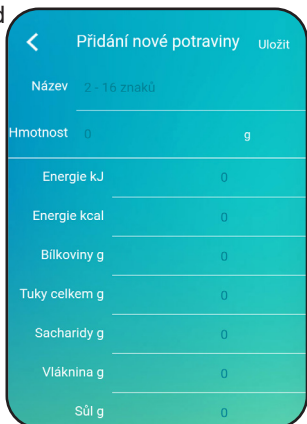 d
Přidání nové potraviny Uložit
Název 2 - 16 znaků
Hmotnost 0 g
Energie kJ 0
Energie kcal 0
Bílkoviny g 0
Tuky celkem g 0
Sacharidy g 0
Vláknina g 0
Sůl g 0